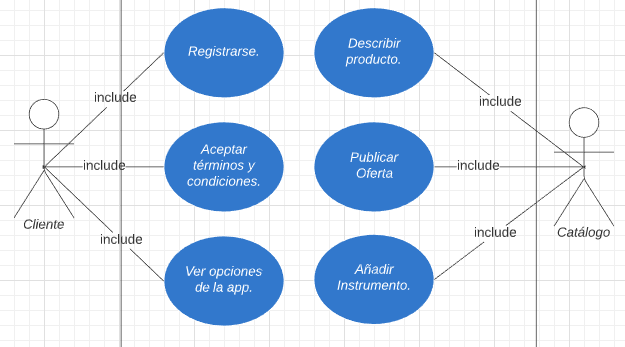 Registrarse.
Describir
producto.
include
include
Aceptar
términos y
condiciones.
Publicar
Oferta
include
include
Cliente
Catálogo
include
include
Ver opciones
de la app.
Añadir
Instrumento.